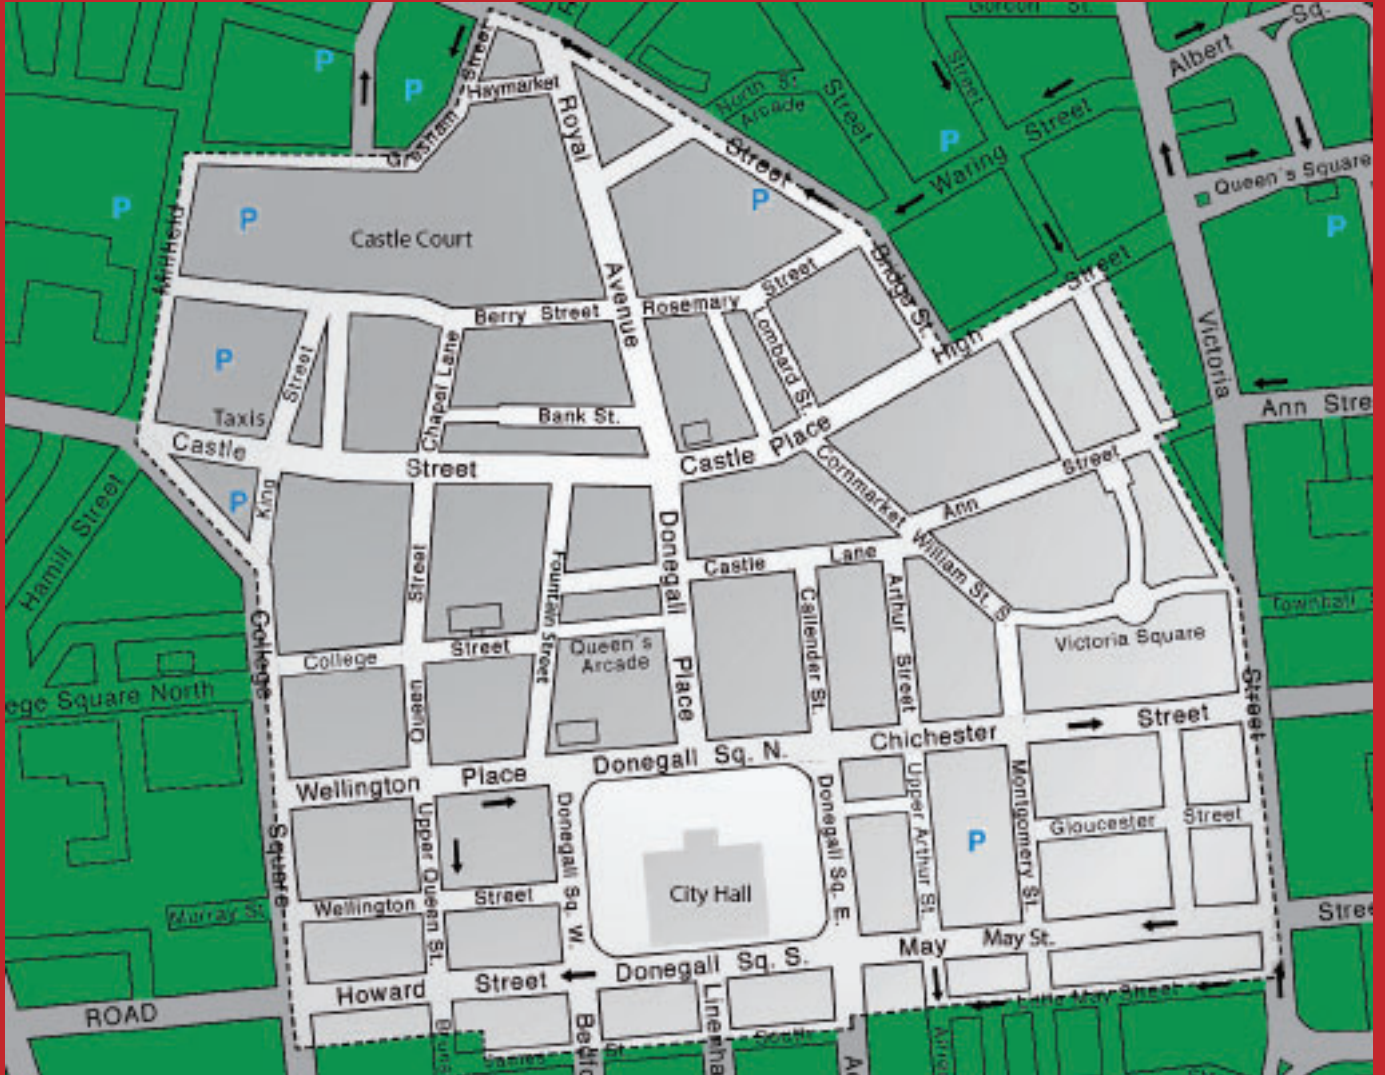 Gordon St.
Sq.
Albert
P
P
Street
Haymarket
Royal
North St.
Arcade
Street
Street
P
Street
Waring
Gresham
Street
P
Queen's Square
P
P
P
Millfield
Castle Court
Avenue
Bridge St.
Street
Street
Berry Street
Rosemary
Lombard St.
High
Victoria
P
Street
Chapel Lane
Bank St.
Taxis
Ann Stre
Castle
Street
Castle
Place
Cornmarket
Street
Ann
P
King
Hamill Street
Street
Fountain Street
Donegall
Castle
Lane
William St. S
Callender St.
Arthur
Street
Townhall
Victoria Square
College
College
Street
Queen's
Arcade
Place
Street
ege Square North
Queen
Wellington
Place
Donegall Sq. N.
Chichester
Street
Square
Upper Queen St.
Donegall Sq. W.
Donegall Sq. E.
Upper Arthur St.
Montgomery St.
P
Gloucester
Street
City Hall
Wellington
Street
Murray St.
Stree
May
May St.
Howard
Street
Donegall Sq. S.
ROAD
Little May Street
Linenha
Bedfo
James
St.
South